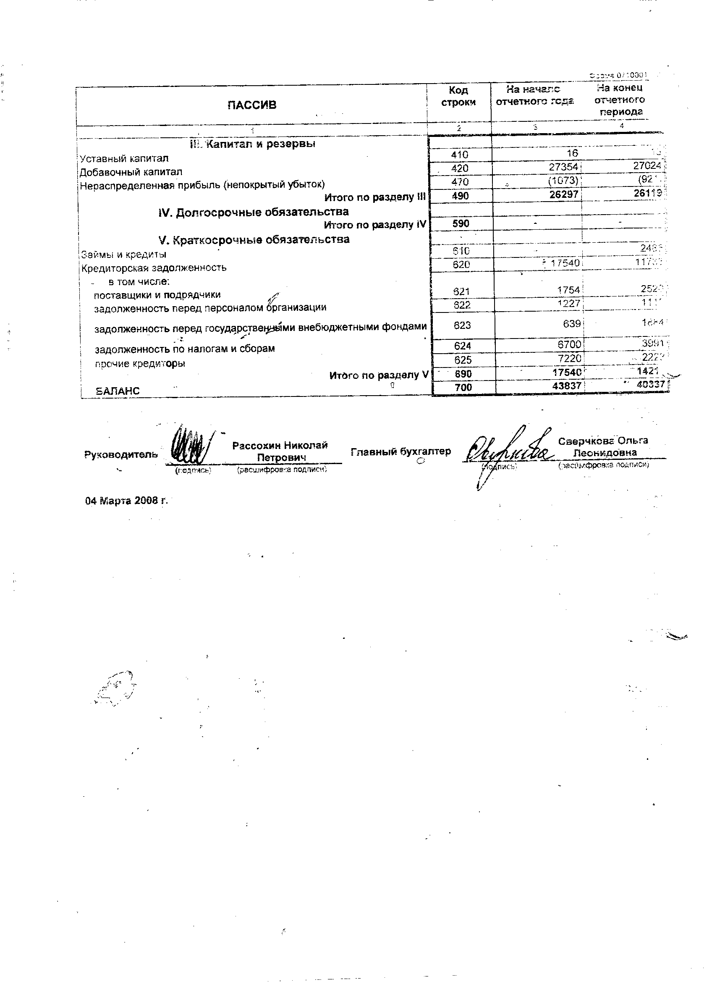 Форма 0710001
ПАССИВ Код строки На начало отчетного года На конец отчетного периода
1 2 3 4
III. Капитал и резервы
Уставный капитал 410 16
Добавочный капитал 420 27354 27024
Нераспределенная прибыль (непокрытый убыток) 470 (1073)
Итого по разделу III 490 26297 26119
IV. Долгосрочные обязательства
Итого по разделу IV 590 - -
V. Краткосрочные обязательства
Займы и кредиты 610 -
Кредиторская задолженность 620 17540
в том числе:
поставщики и подрядчики 621 1754
задолженность перед персоналом организации 622 1227
задолженность перед государственными внебюджетными фондами 623 639
задолженность по налогам и сборам 624 6700 3991
прочие кредиторы 625 7220
Итого по разделу V 690 17540
БАЛАНС 700 43837 40337
Руководитель Рассохин Николай Петрович Главный бухгалтер Сверчкова Ольга Леонидовна
(подпись) (расшифровка подписи) (подпись) (расшифровка подписи)
04 Марта 2008 г.